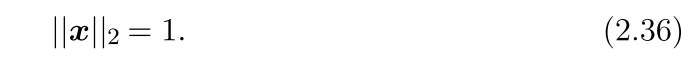 ||x||₂ = 1. (2.36)